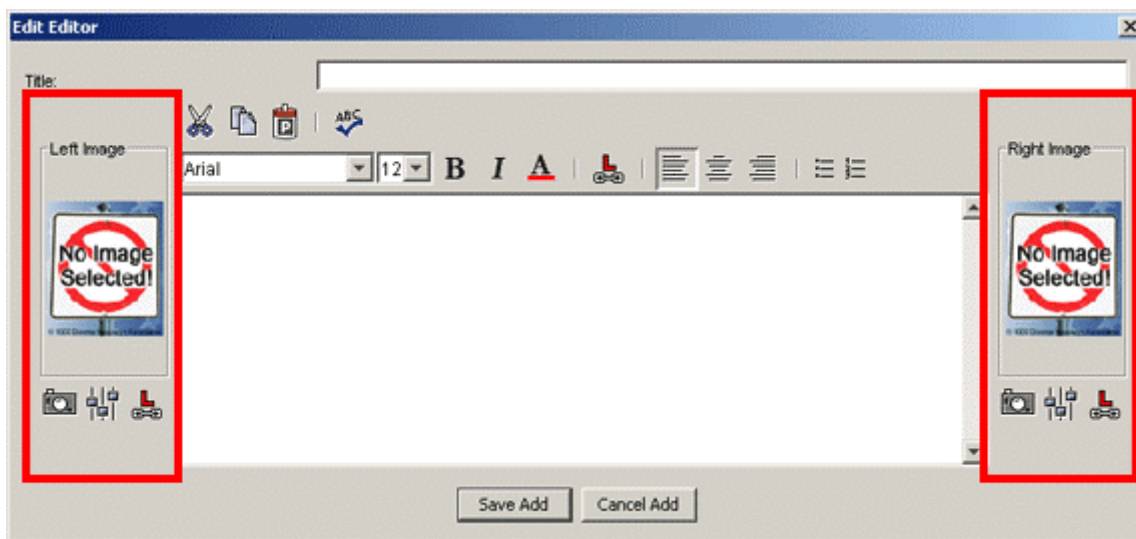 Edit Editor
Title:
ABC
Left Image
Right Image
Arial
12
B I A L
No Image
Selected!
No Image
Selected!
L
L
Save Add
Cancel Add